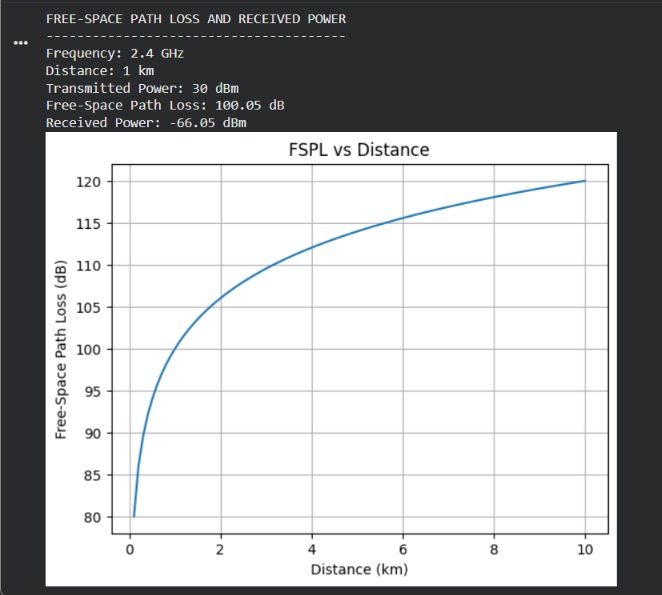 FREE-SPACE PATH LOSS AND RECEIVED POWER
---------------------------------------
Frequency: 2.4 GHz
Distance: 1 km
Transmitted Power: 30 dBm
Free-Space Path Loss: 100.05 dB
Received Power: -66.05 dBm
FSPL vs Distance
Free-Space Path Loss (dB)
120
115
110
105
100
95
90
85
80
0 2 4 6 8 10
Distance (km)